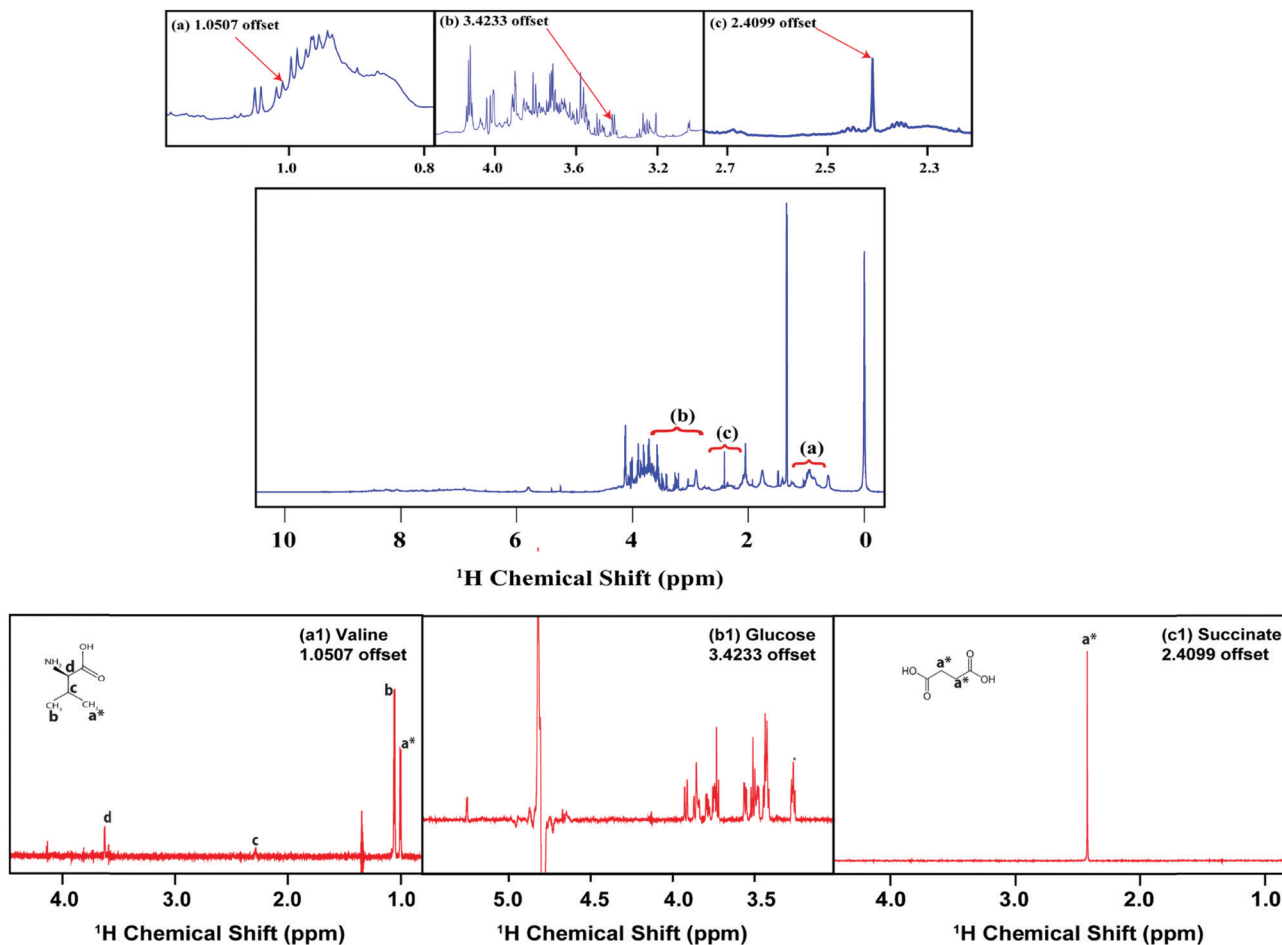 (a) 1.0507 offset
(b) 3.4233 offset
(c) 2.4099 offset
1.0 0.8
4.0 3.6 3.2
2.7 2.5 2.3
(b)
(c)
(a)
10 8 6 4 2 0
¹H Chemical Shift (ppm)
(a1) Valine
1.0507 offset
OH
NH₂
d
O
c
CH₃ CH₃
b a*
b
a*
d
c
4.0 3.0 2.0 1.0
¹H Chemical Shift (ppm)
(b1) Glucose
3.4233 offset
5.0 4.5 4.0 3.5
¹H Chemical Shift (ppm)
(c1) Succinate
2.4099 offset
a*
a*
O
HO
a*
OH
O
4.0 3.0 2.0 1.0
¹H Chemical Shift (ppm)